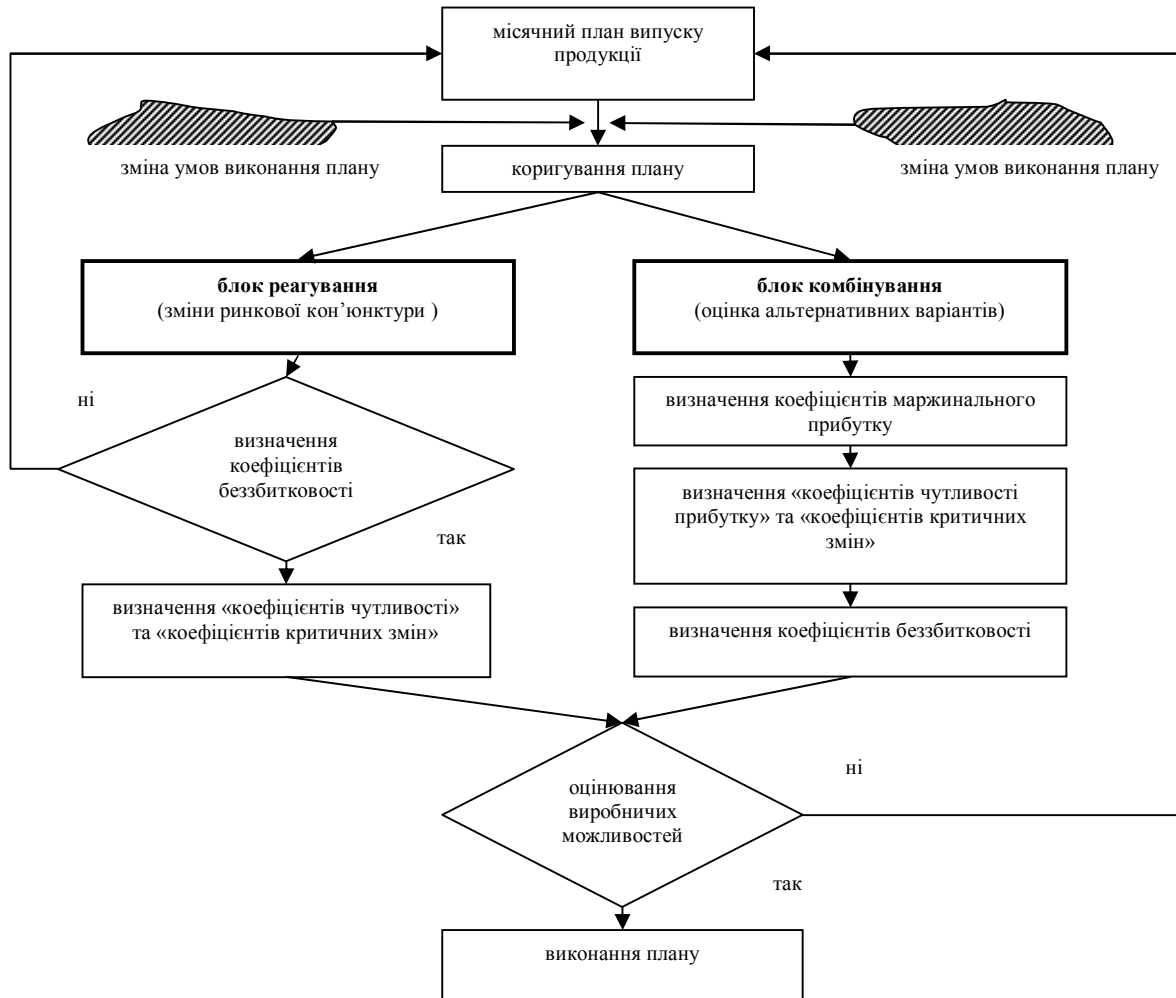 місячний план випуску
продукції
зміна умов виконання плану
коригування плану
зміна умов виконання плану
блок реагування
(зміни ринкової кон’юнктури )
блок комбінування
(оцінка альтернативних варіантів)
ні
визначення
коефіцієнтів
беззбитковості
так
визначення коефіцієнтів маржинального
прибутку
визначення «коефіцієнтів чутливості
прибутку» та «коефіцієнтів критичних
змін»
визначення «коефіцієнтів чутливості»
та «коефіцієнтів критичних змін»
визначення коефіцієнтів беззбитковості
оцінювання
виробничих
можливостей
ні
так
виконання плану